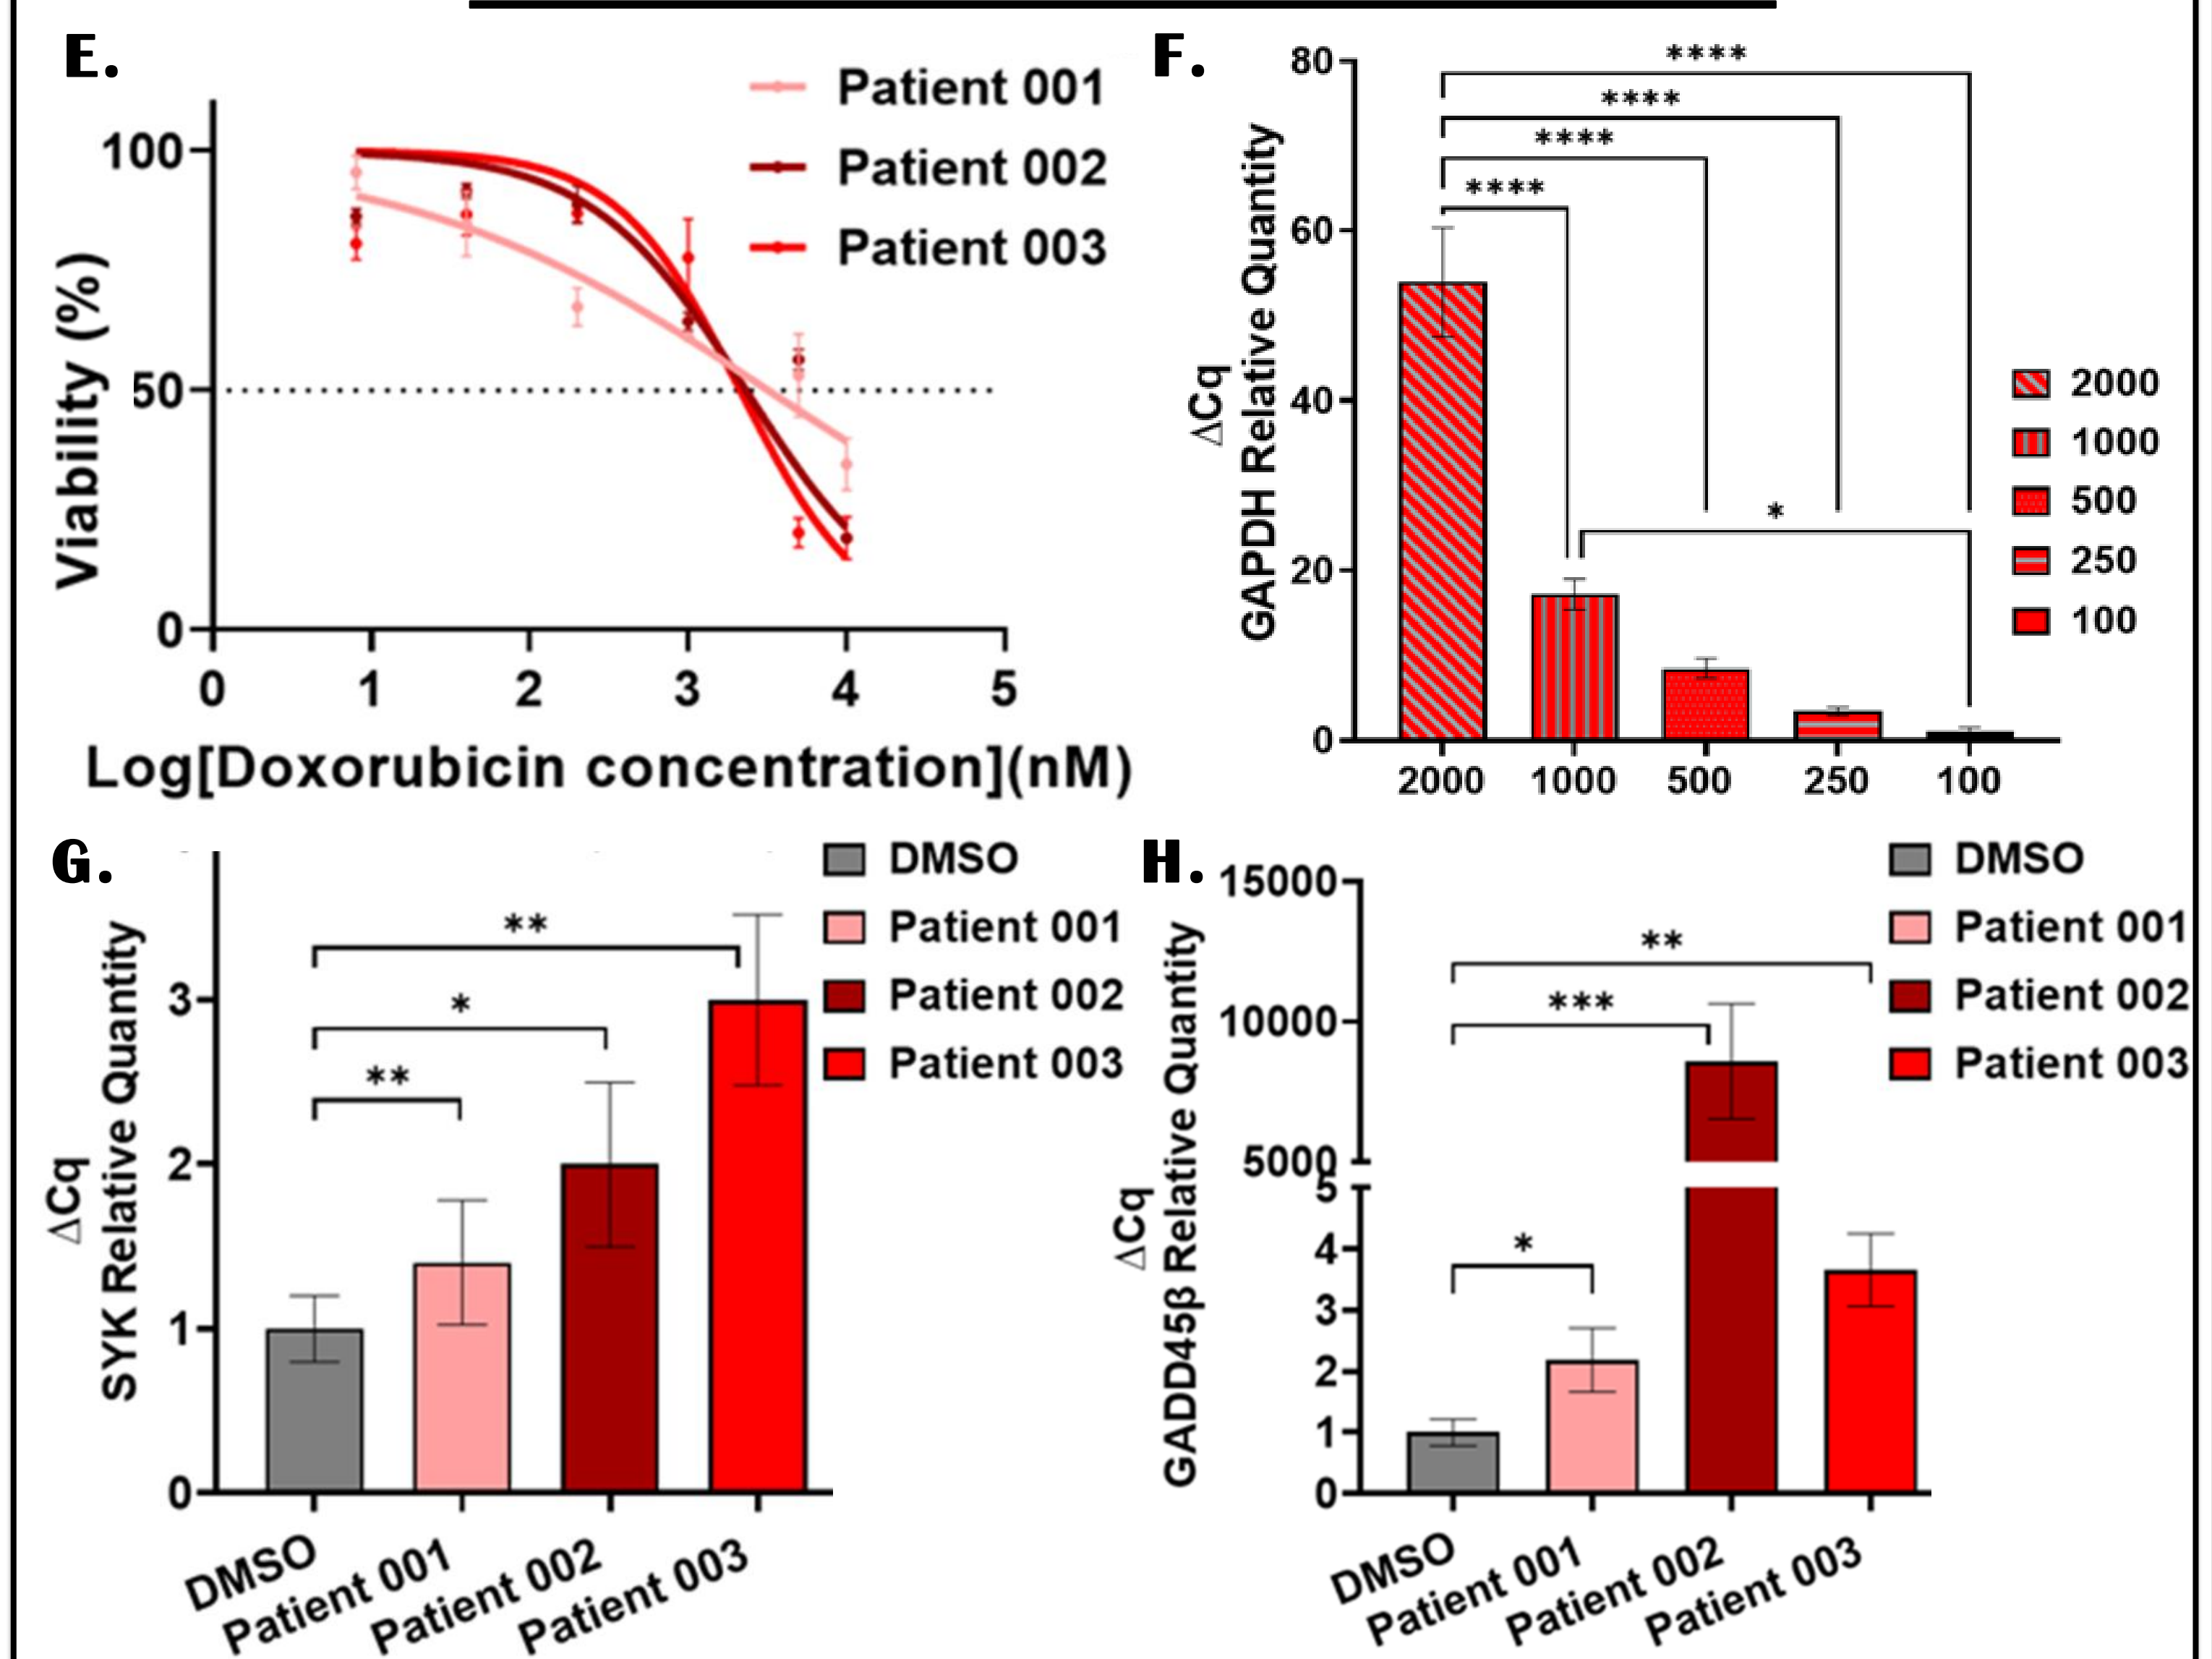 E.
Patient 001
Patient 002
Patient 003
100
50
0
Viability (%)
0 1 2 3 4 5
Log[Doxorubicin concentration](nM)
F.
80
60
40
20
0
ΔCq
GAPDH Relative Quantity
****
****
****
****
*
2000
1000
500
250
100
2000 1000 500 250 100
G.
DMSO
Patient 001
Patient 002
Patient 003
3
2
1
0
ΔCq
SYK Relative Quantity
**
*
**
DMSO
Patient 001
Patient 002
Patient 003
H.
DMSO
Patient 001
Patient 002
Patient 003
15000
10000
5000
5
4
3
2
1
0
ΔCq
GADD45β Relative Quantity
**
***
*
DMSO
Patient 001
Patient 002
Patient 003